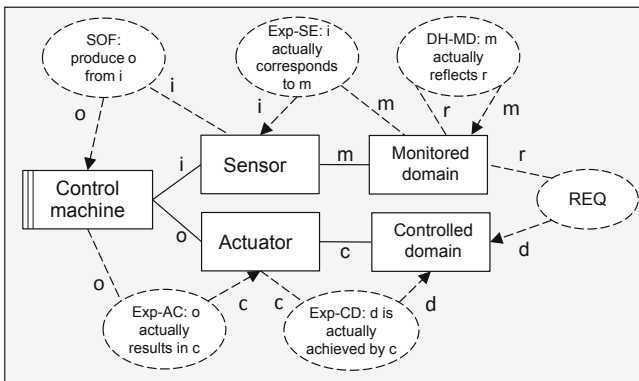 SOF:
produce o
from i
Exp-SE: i
actually
corresponds
to m
DH-MD: m
actually
reflects r
i
i
m
r
m
o
Sensor
Monitored
domain
i
m
r
Control
machine
REQ
Actuator
Controlled
domain
o
c
d
o
Exp-AC: o
actually
results in c
c
c
Exp-CD: d is
actually
achieved by c
d